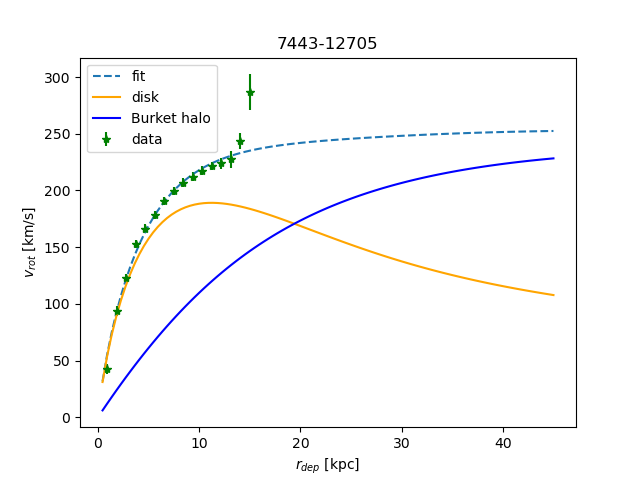 7443-12705
fit
disk
Burket halo
data
300
250
200
150
100
50
0
v_rot [km/s]
0 10 20 30 40
r_dep [kpc]